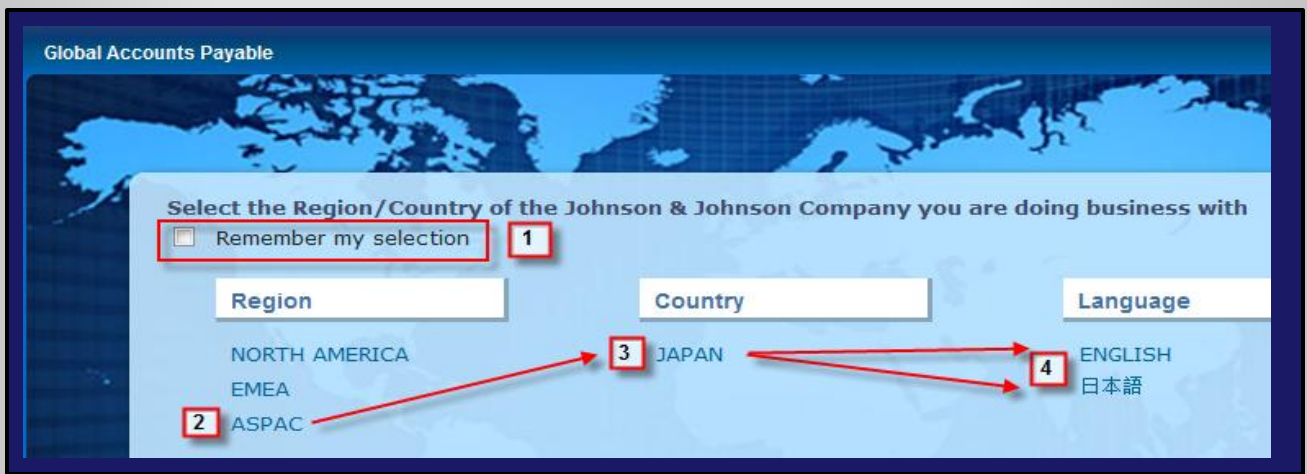 Global Accounts Payable
Select the Region/Country of the Johnson & Johnson Company you are doing business with
Remember my selection 1
Region Country Language
NORTH AMERICA 3 JAPAN ENGLISH
EMEA 4 日本語
2 ASPAC